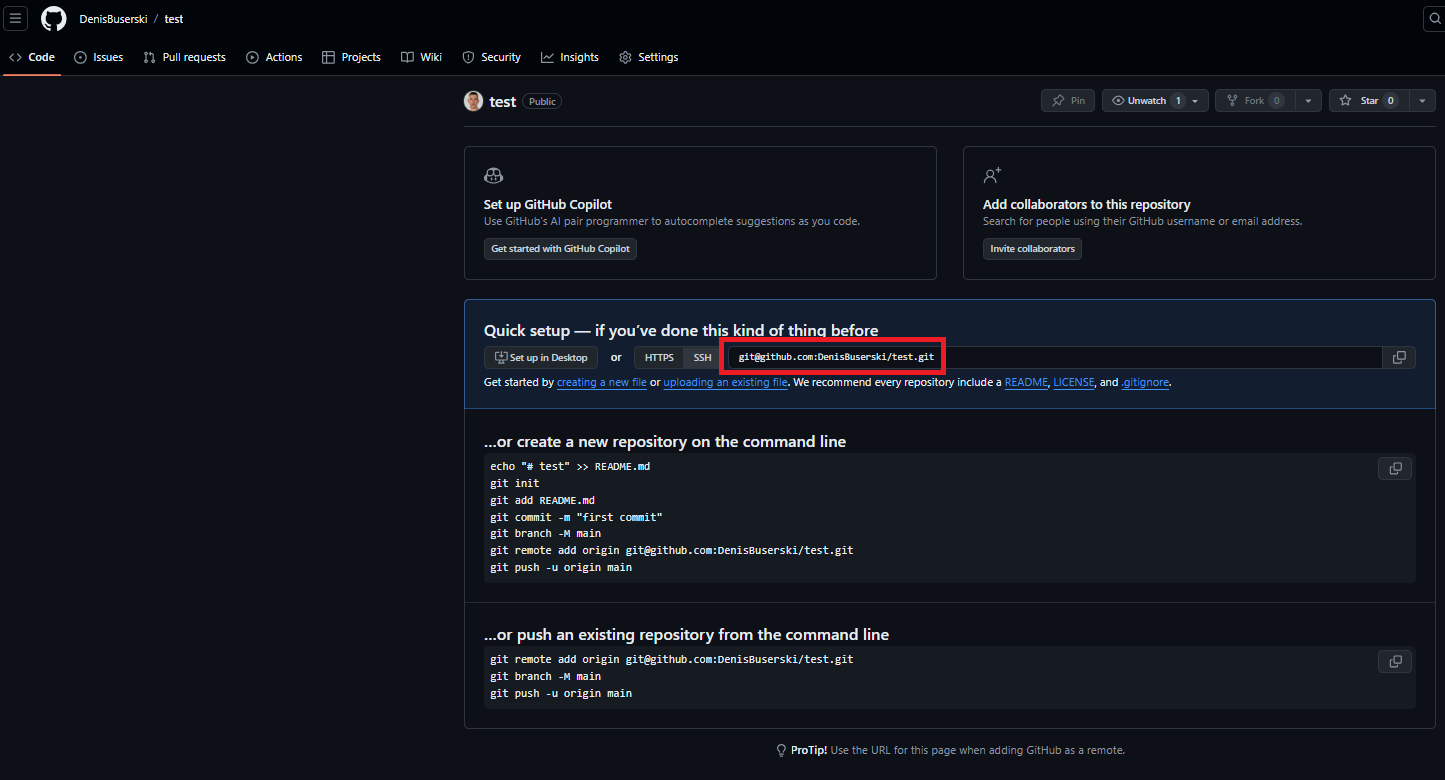 DenisBuserski / test
Code Issues Pull requests Actions Projects Wiki Security Insights Settings
test Public Pin Unwatch 1 Fork 0 Star 0
Set up GitHub Copilot
Use GitHub's AI pair programmer to autocomplete suggestions as you code.
Get started with GitHub Copilot
Add collaborators to this repository
Search for people using their GitHub username or email address.
Invite collaborators
Quick setup — if you've done this kind of thing before
Set up in Desktop or HTTPS SSH git@github.com:DenisBuserski/test.git
Get started by creating a new file or uploading an existing file. We recommend every repository include a README, LICENSE, and .gitignore.
...or create a new repository on the command line
echo "# test" >> README.md
git init
git add README.md
git commit -m "first commit"
git branch -M main
git remote add origin git@github.com:DenisBuserski/test.git
git push -u origin main
...or push an existing repository from the command line
git remote add origin git@github.com:DenisBuserski/test.git
git branch -M main
git push -u origin main
ProTip! Use the URL for this page when adding GitHub as a remote.